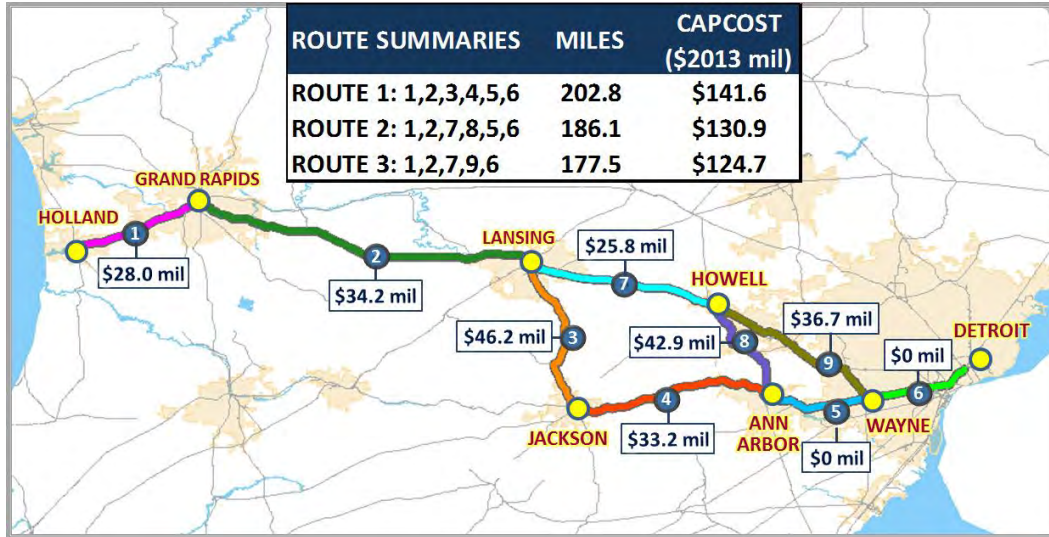 ROUTE SUMMARIES MILES CAPCOST ($2013 mil)
ROUTE 1: 1,2,3,4,5,6 202.8 $141.6
ROUTE 2: 1,2,7,8,5,6 186.1 $130.9
ROUTE 3: 1,2,7,9,6 177.5 $124.7
GRAND RAPIDS
HOLLAND
1
$28.0 mil
2
$34.2 mil
LANSING
$25.8 mil
7
HOWELL
$46.2 mil
3
$42.9 mil
8
$36.7 mil
9
DETROIT
$0 mil
6
4
$33.2 mil
JACKSON
ANN
ARBOR
5
$0 mil
WAYNE